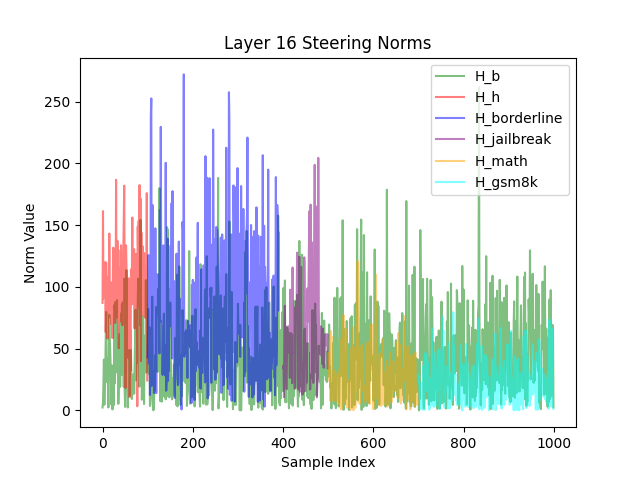 Layer 16 Steering Norms
Norm Value
250
200
150
100
50
0
H_b
H_h
H_borderline
H_jailbreak
H_math
H_gsm8k
0 200 400 600 800 1000
Sample Index